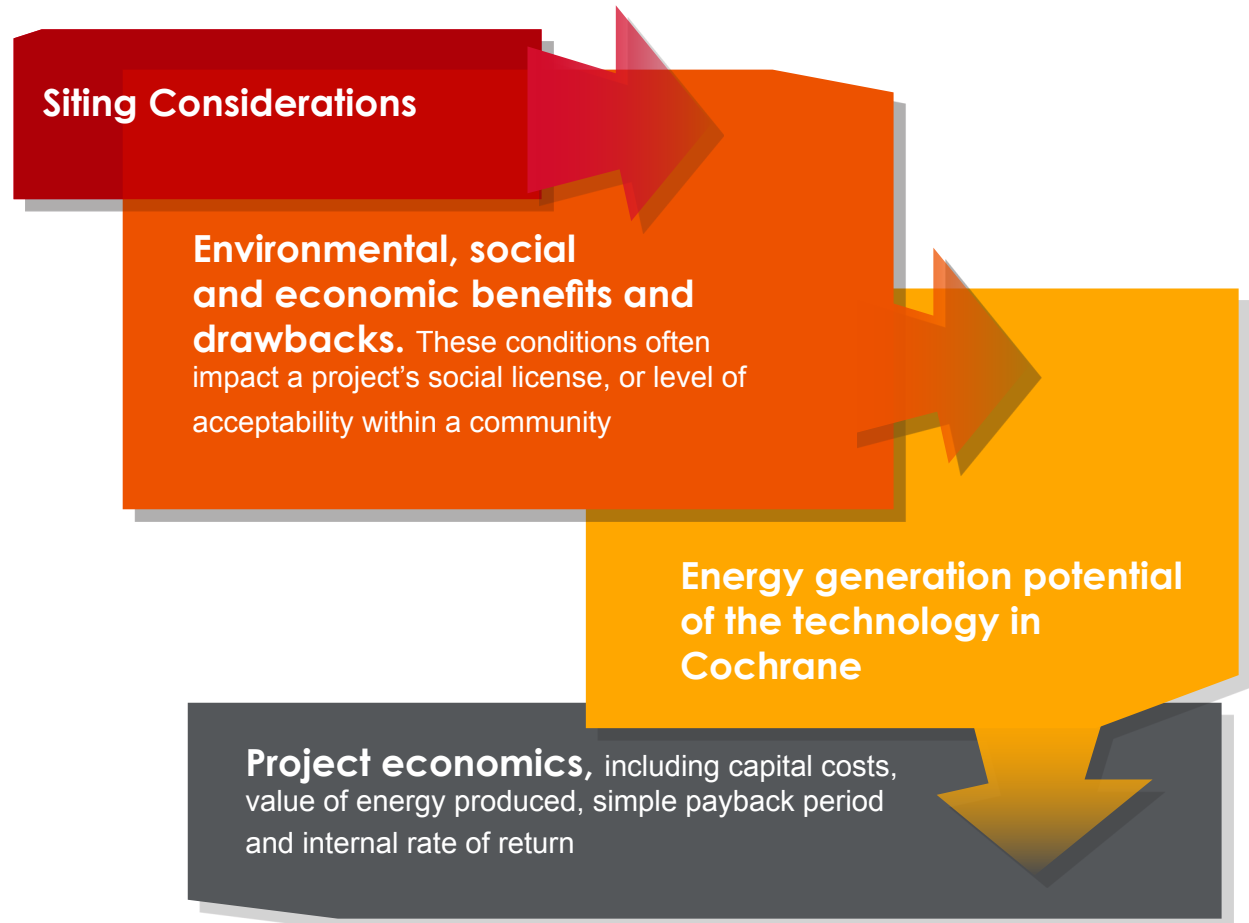 Siting Considerations
Environmental, social
and economic benefits and
drawbacks. These conditions often
impact a project’s social license, or level of
acceptability within a community
Energy generation potential
of the technology in
Cochrane
Project economics, including capital costs,
value of energy produced, simple payback period
and internal rate of return